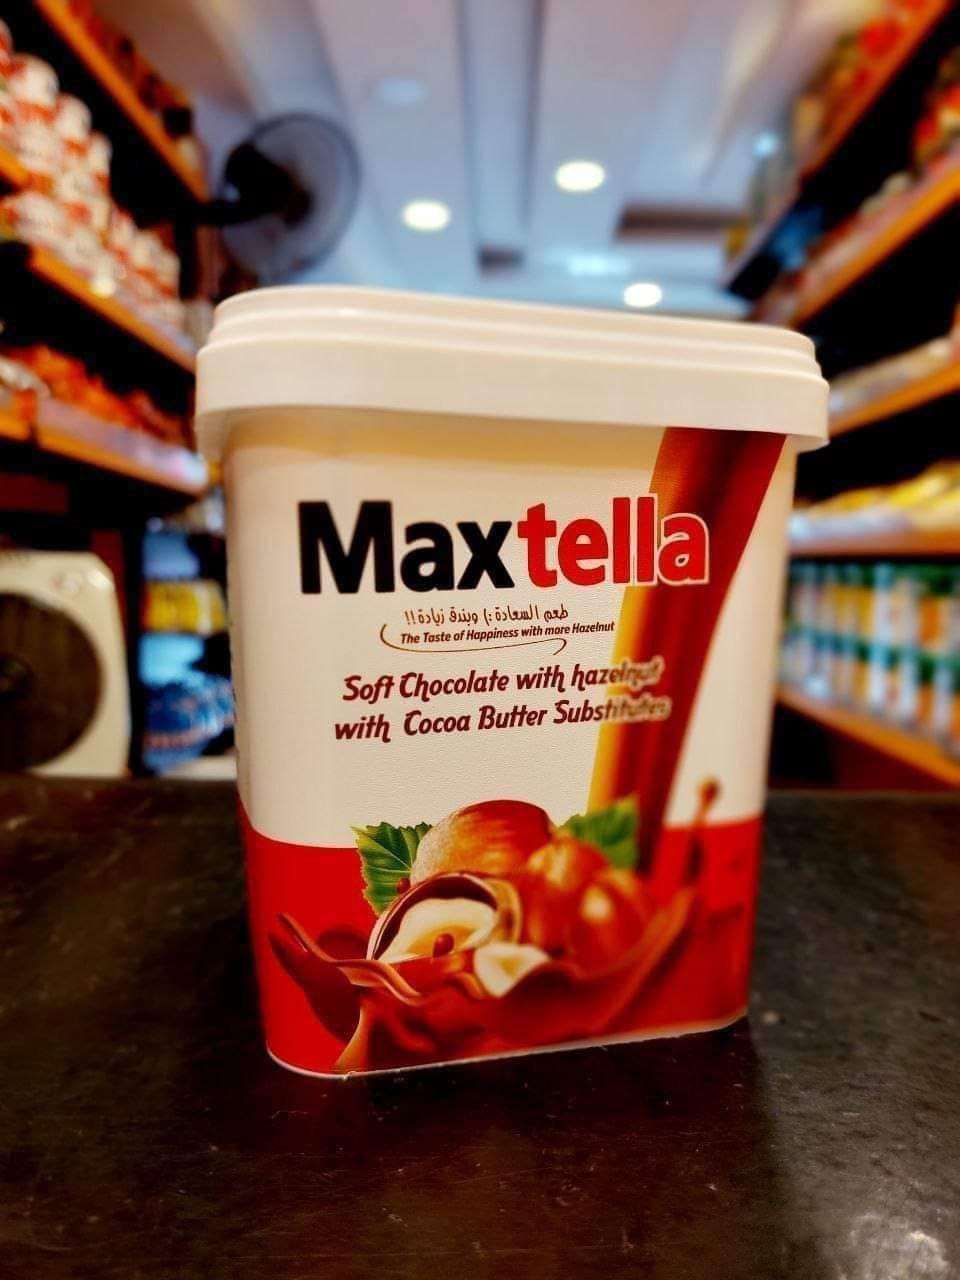 Maxtella
طعم السعادة :) وبندق زيادة!!
The Taste of Happiness with more Hazelnut
Soft Chocolate with hazelnut
with Cocoa Butter Substitutes